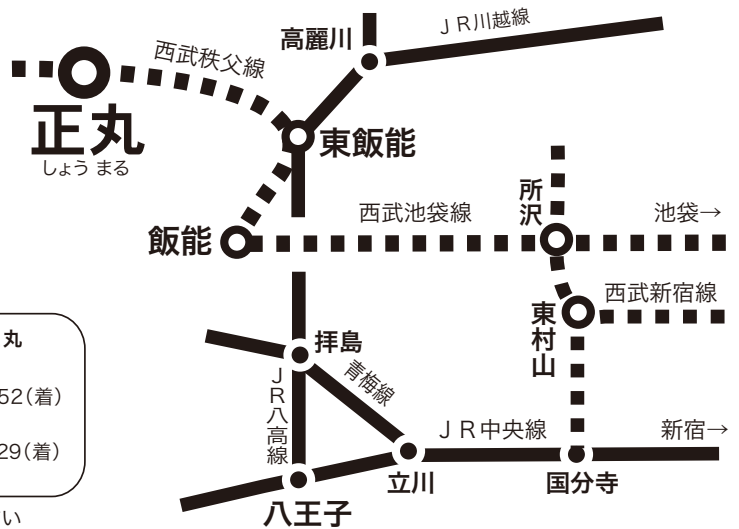 JR川越線
高麗川
西武秩父線
正丸
しょう まる
東飯能
所沢
西武池袋線
池袋→
飯能
西武新宿線
東村山
丸
拝島
青梅線
52(着)
JR八高線
JR中央線
新宿→
29(着)
立川
国分寺
八王子
い